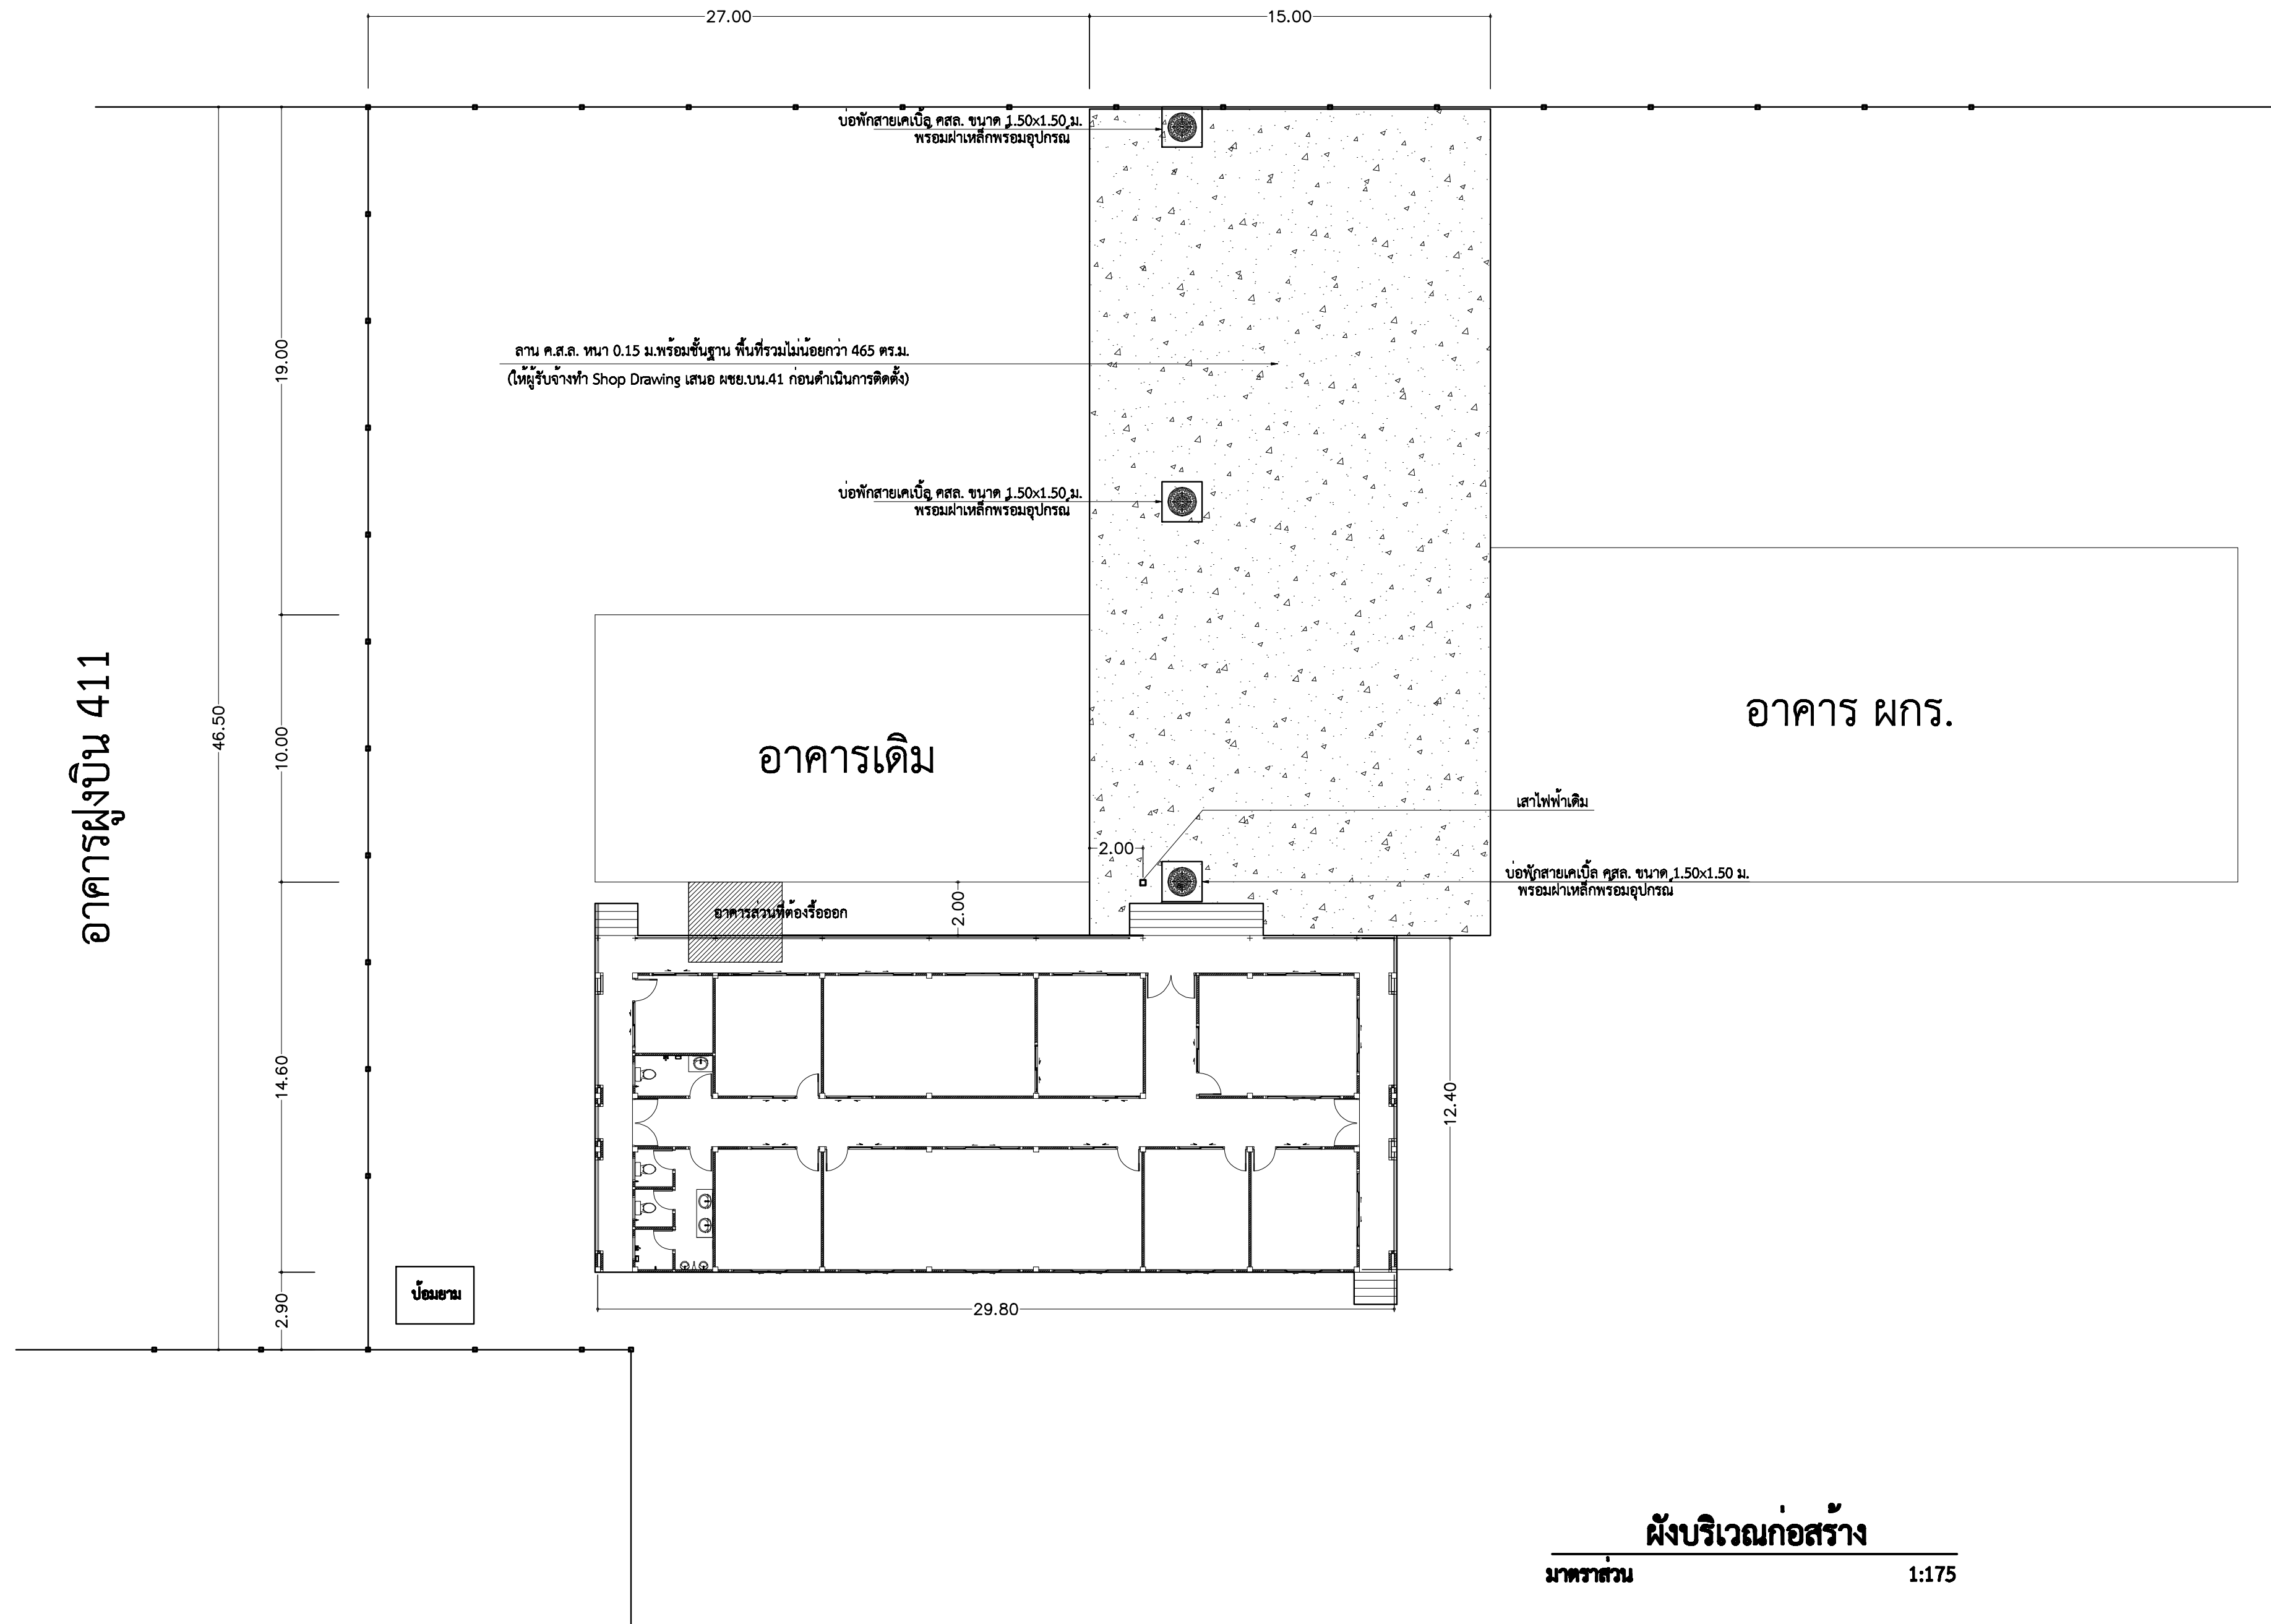 27.00
15.00
บ่อพักสายเคเบิ้ล คสล. ขนาด 1.50x1.50 ม.
พร้อมฝาเหล็กพร้อมอุปกรณ์
19.00
ลาน ค.ส.ล. หนา 0.15 ม.พร้อมชั้นฐาน พื้นที่รวมไม่น้อยกว่า 465 ตร.ม.
(ให้ผู้รับจ้างทำ Shop Drawing เสนอ ผชย.บน.41 ก่อนดำเนินการติดตั้ง)
บ่อพักสายเคเบิ้ล คสล. ขนาด 1.50x1.50 ม.
พร้อมฝาเหล็กพร้อมอุปกรณ์
อาคารฝูงบิน 411
46.50
10.00
อาคารเดิม
อาคาร ผกร.
เสาไฟฟ้าเดิม
2.00
บ่อพักสายเคเบิ้ล คสล. ขนาด 1.50x1.50 ม.
พร้อมฝาเหล็กพร้อมอุปกรณ์
อาคารส่วนที่ต้องรื้อออก
2.00
14.60
12.40
ป้อมยาม
2.90
29.80
ผังบริเวณก่อสร้าง
มาตราส่วน 1:175